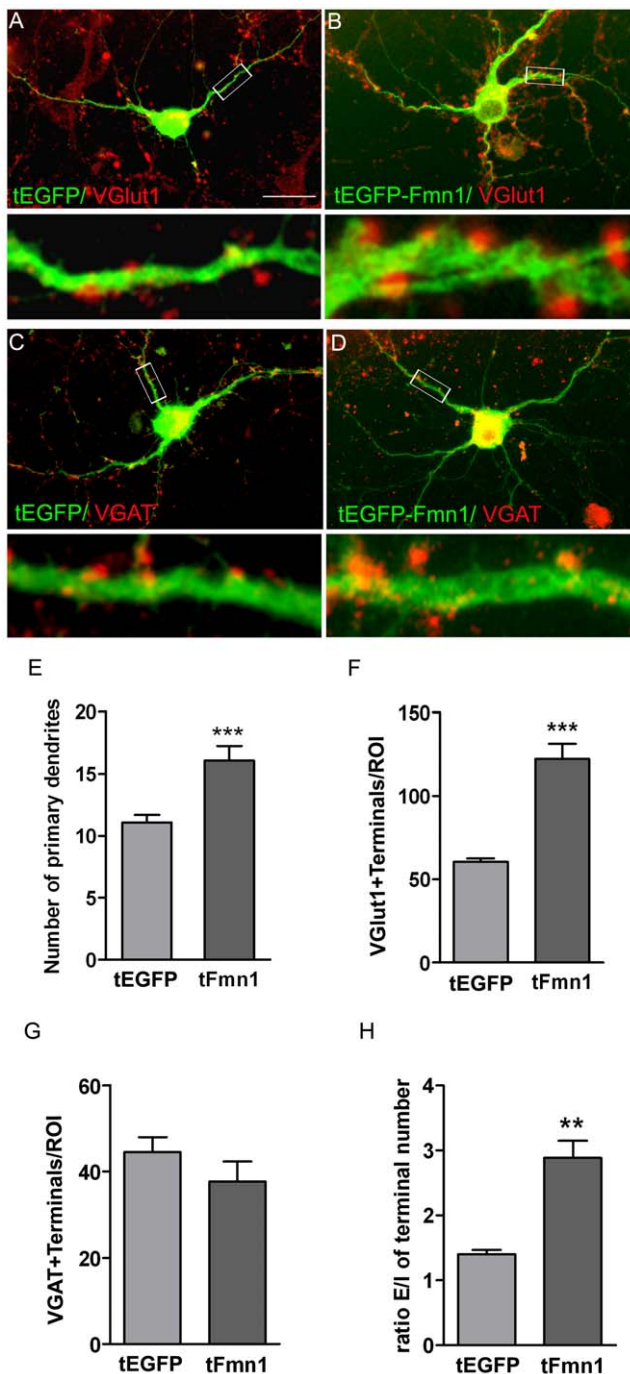 A
B
tEGFP/ VGlut1
tEGFP-Fmn1/ VGlut1
C
D
tEGFP/ VGAT
tEGFP-Fmn1/ VGAT
E
Number of primary dendrites
20
15
10
5
0
***
tEGFP
tFmn1
F
VGlut1+Terminals/ROI
150
100
50
0
***
tEGFP
tFmn1
G
VGAT+Terminals/ROI
60
40
20
0
tEGFP
tFmn1
H
ratio E/I of terminal number
4
3
2
1
0
**
tEGFP
tFmn1